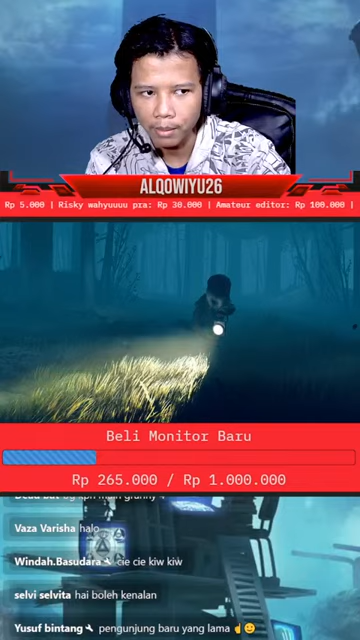 ALQOWIYU26
Rp 5.000 | Risky wahyuuuu pra: Rp 30.000 | Amateur editor: Rp 100.000 |
Beli Monitor Baru
Rp 265.000 / Rp 1.000.000
Vaza Varisha halo
Windah.Basudara cie cie kiw kiw
selvi selvita hai boleh kenalan
Yusuf bintang pengunjung baru yang lama ☝😄